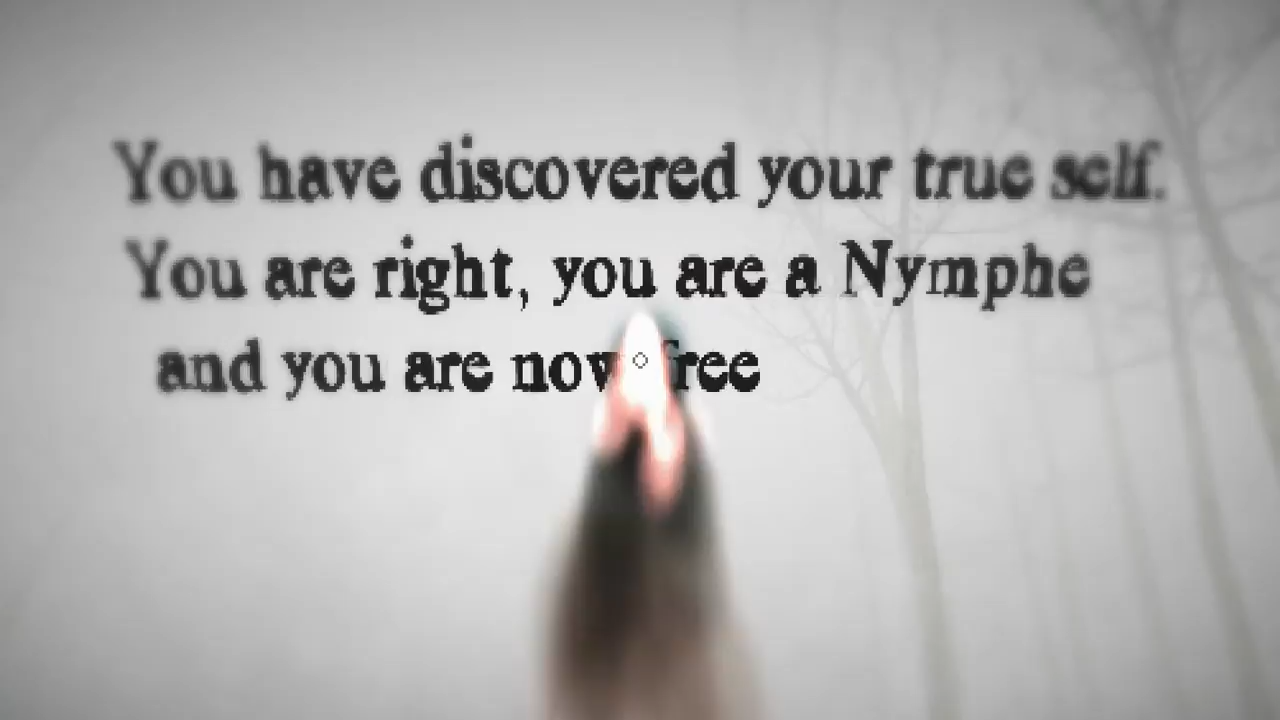 You have discovered your true self.
You are right, you are a Nymphe
and you are now free